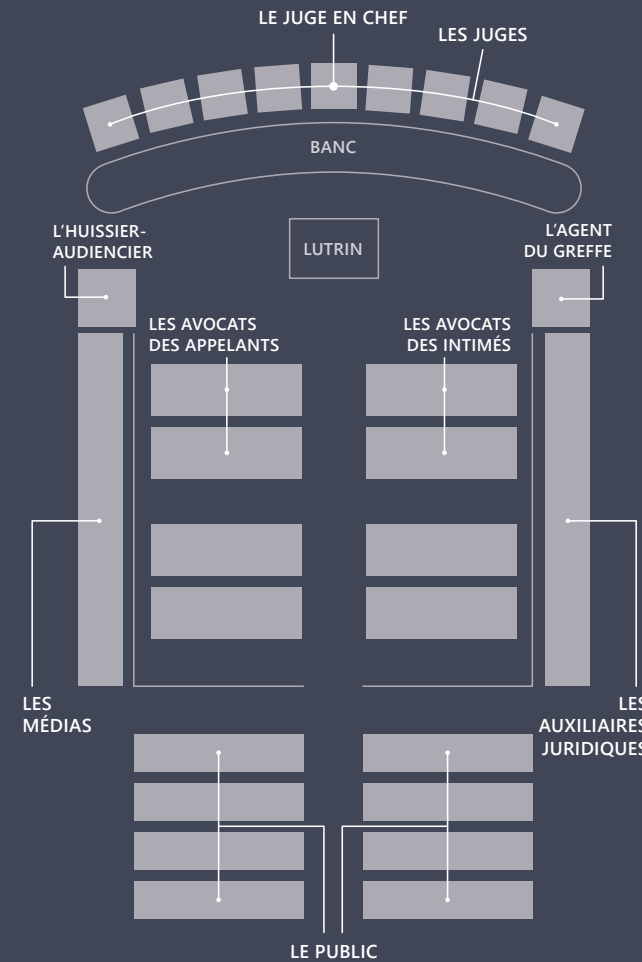 LE JUGE EN CHEF
LES JUGES
BANC
L'HUISSIER-
AUDIENCIER
LUTRIN
L'AGENT
DU GREFFE
LES AVOCATS
DES APPELANTS
LES AVOCATS
DES INTIMÉS
LES
MÉDIAS
LES
AUXILIAIRES
JURIDIQUES
LE PUBLIC